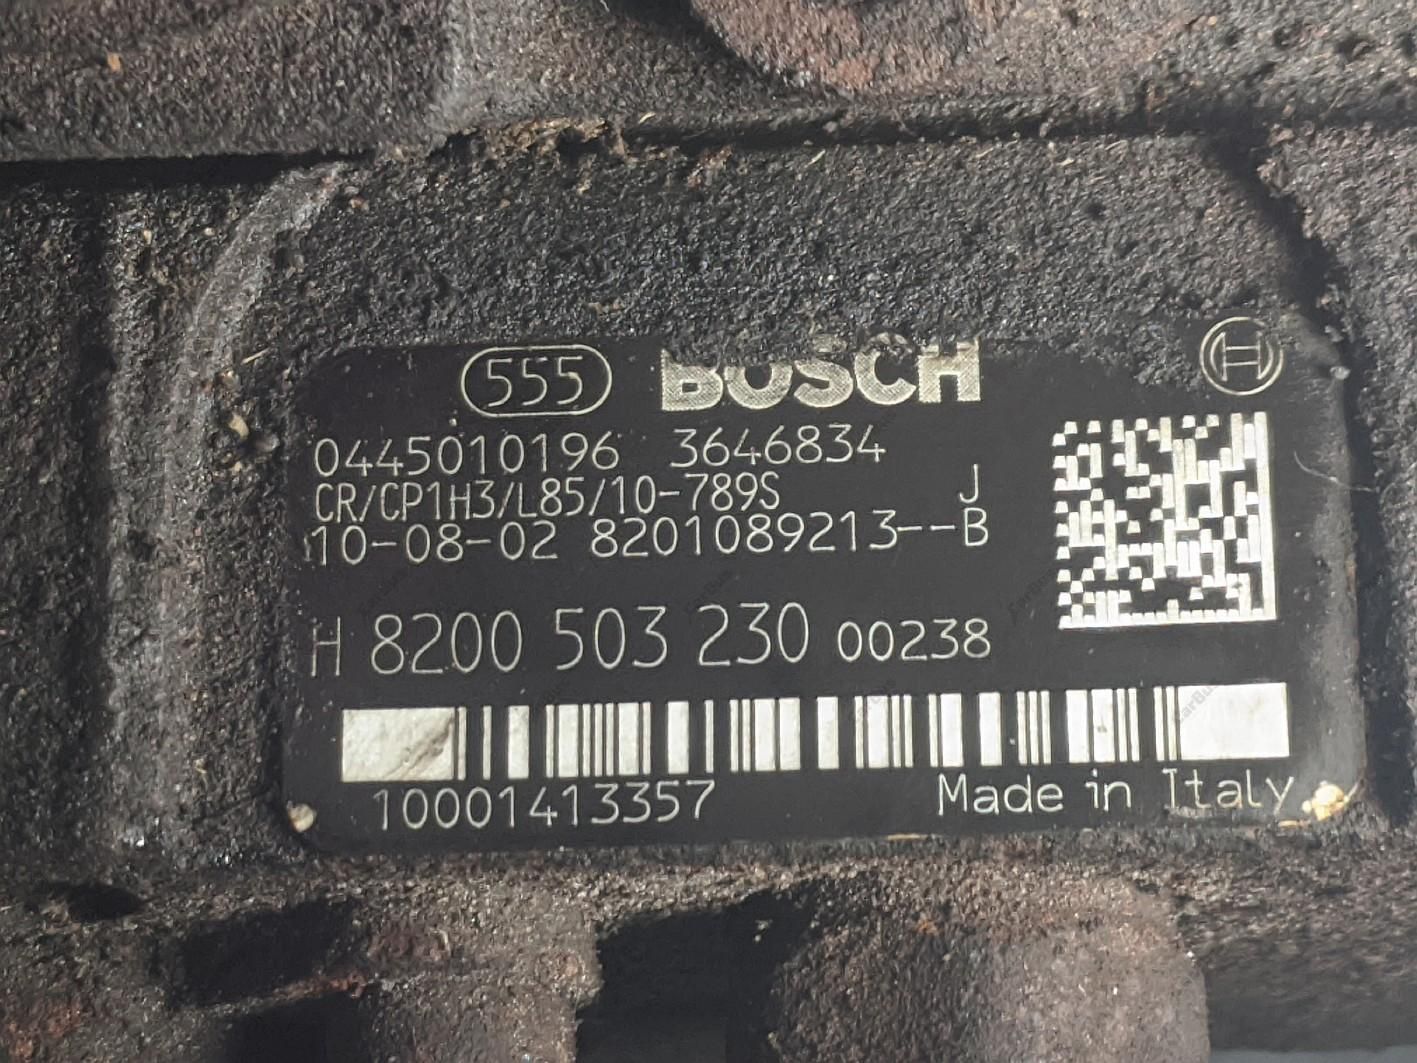 555 BOSCH
0445010196 3646834
CR/CP1H3/L85/10-789S J
10-08-02 8201089213--B
H 8200 503 230 00238
10001413357 Made in Italy